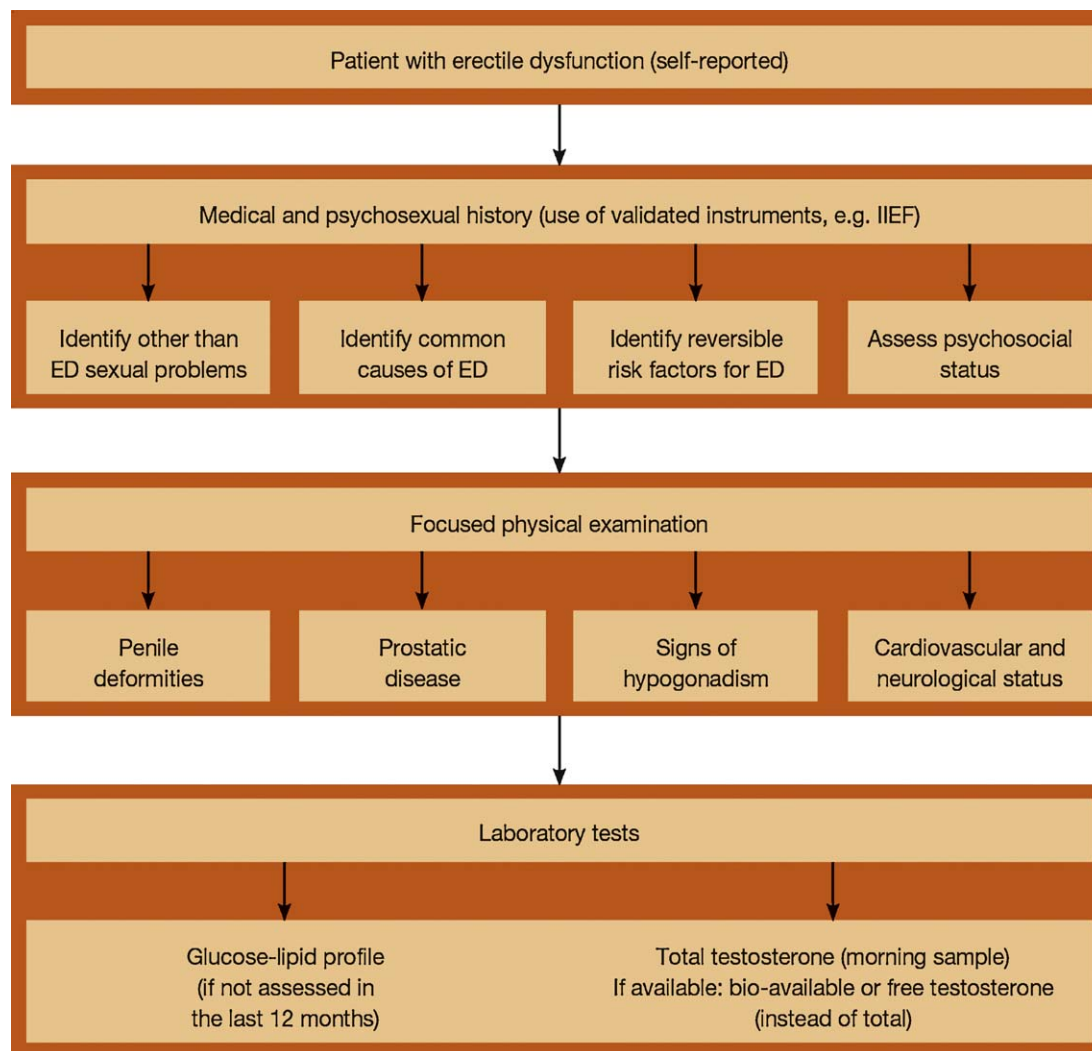 Patient with erectile dysfunction (self-reported)
Medical and psychosexual history (use of validated instruments, e.g. IIEF)
Identify other than
ED sexual problems
Identify common
causes of ED
Identify reversible
risk factors for ED
Assess psychosocial
status
Focused physical examination
Penile
deformities
Prostatic
disease
Signs of
hypogonadism
Cardiovascular and
neurological status
Laboratory tests
Glucose-lipid profile
(if not assessed in
the last 12 months)
Total testosterone (morning sample)
If available: bio-available or free testosterone
(instead of total)